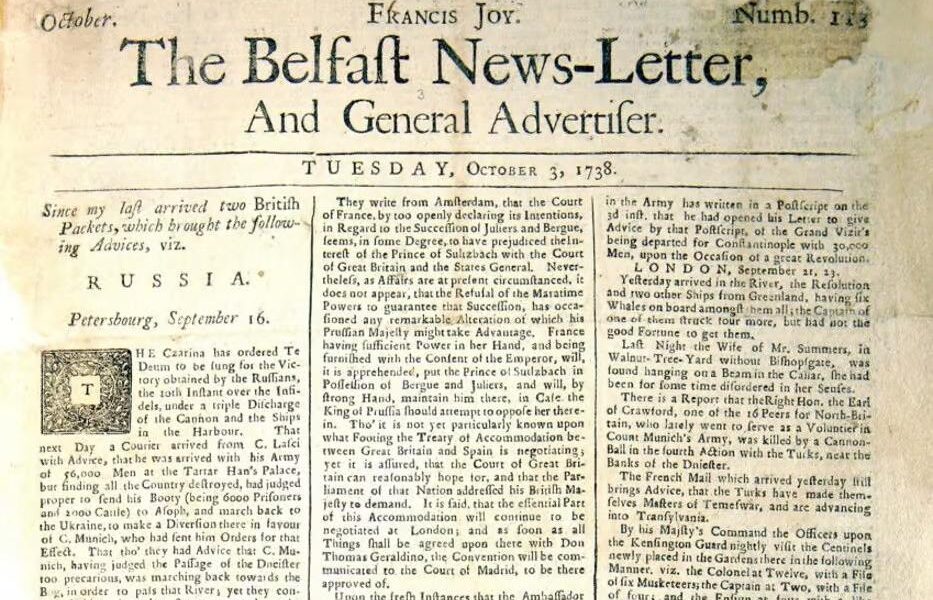 October.
FRANCIS JOY.
Numb. 113
The Belfast News-Letter,
And General Advertiser.
TUESDAY, OCTOBER 3, 1738.
Since my last arrived two British
Packets, which brought the follow-
ing Advices, viz.
RUSSIA.
Petersbourg, September 16.
THE Czarina has ordered Te
Deum to be sung for the Vic-
tory obtained by the Russians,
the 10th Instant over the Infi-
dels, under a triple Discharge
of the Cannon and the Ships
in the Harbour. That
next Day a Courier arrived from C. Lasci
with Advice, that he was arrived with his Army
of 56,000 Men at the Tartar Han's Palace,
but finding all the Country destroyed, had judged
proper to send his Booty (being 6000 Prisoners
and 2000 Cattle) to Asoph, and march back to
the Ukraine, to make a Diversion there in favour
of C. Munich, who had sent him Orders for that
Effect. That tho' they had Advice that C. Mu-
nich, having judged the Passage of the Dneister
too precarious, was marching back towards the
Bog, in order to pass that River; yet they con-
They write from Amsterdam, that the Court
of France, by too openly declaring its Intentions,
in Regard to the Succession of Juliers and Bergue,
seems, in some Degree, to have prejudiced the In-
terest of the Prince of Sultzbach with the Court
of Great Britain and the States General. Never-
theless, as Affairs are at present circumstanced, it
does not appear, that the Refusal of the Maratime
Powers to guarantee that Succession, has occa-
sioned any remarkable Alteration of which his
Prussian Majesty might take Advantage. France
having sufficient Power in her Hand, and being
furnished with the Consent of the Emperor, will,
it is apprehended, put the Prince of Sultzbach in
Possession of Bergue and Juliers, and will, by
strong Hand, maintain him there, in Case the
King of Prussia should attempt to oppose her there-
in. Tho' it is not yet particularly known upon
what Footing the Treaty of Accommodation be-
tween Great Britain and Spain is negotiating;
yet it is assured, that the Court of Great Bri-
tain can reasonably hope for, and that the Par-
liament of that Nation addressed his British Ma-
jesty to demand. It is said, that the essential Part
of this Accommodation will continue to be
negotiated at London; and as soon as all
Things shall be agreed upon there with Don
Thomas Geraldino, the Convention will be com-
municated to the Court of Madrid, to be there
approved of.
Upon the fresh Instances that the Ambassador
in the Army has written in a Postscript on the
3d inst. that he had opened his Letter to give
Advice by that Postscript, of the Grand Vizir's
being departed for Constantinople with 30,000
Men, upon the Occasion of a great Revolution.
LONDON, September 21, 23.
Yesterday arrived in the River, the Resolution
and two other Ships from Greenland, having six
Whales on board amongst them all; the Captain of
one of them struck four more, but had not the
good Fortune to get them.
Last Night the Wife of Mr. Summers, in
Walnut-Tree-Yard without Bishopsgate, was
found hanging on a Beam in the Cellar, she had
been for some time disordered in her Senses.
There is a Report that the Right Hon. the Earl
of Crawford, one of the 16 Peers for North-Bri-
tain, who lately went to serve as a Voluntier in
Count Munich's Army, was killed by a Cannon-
Ball in the fourth Action with the Turks, near the
Banks of the Dniester.
The French Mail which arrived yesterday still
brings Advice, that the Turks have made them-
selves Masters of Temeswar, and are advancing
into Transylvania.
By his Majesty's Command the Officers upon
the Kensington Guard nightly visit the Centinels
newly placed in the Gardens there in the following
Manner. viz. the Colonel at Twelve, with a File
of six Musketeers; the Captain at Two, with a File
of four; and the Ensign at four with a like